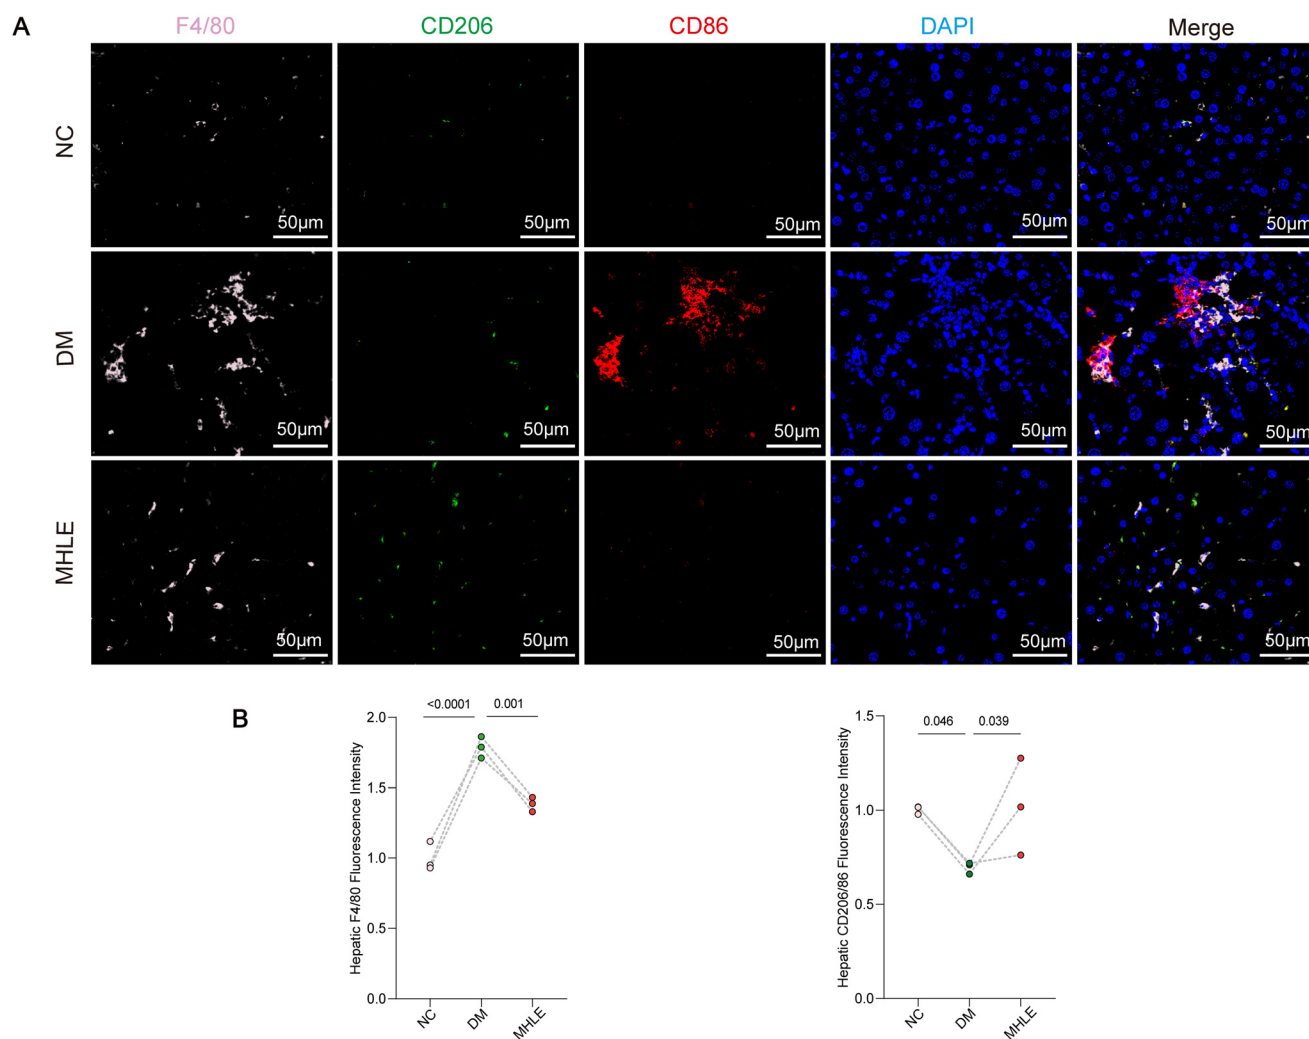 A
F4/80 CD206 CD86 DAPI Merge
NC
50μm 50μm 50μm 50μm 50μm
DM
50μm 50μm 50μm 50μm 50μm
MHLE
50μm 50μm 50μm 50μm 50μm
B
Hepatic F4/80 Fluorescence Intensity
<0.0001 0.001
2.0
1.5
1.0
0.5
0.0
NC DM MHLE
Hepatic CD206/86 Fluorescence Intensity
0.046 0.039
1.5
1.0
0.5
0.0
NC DM MHLE